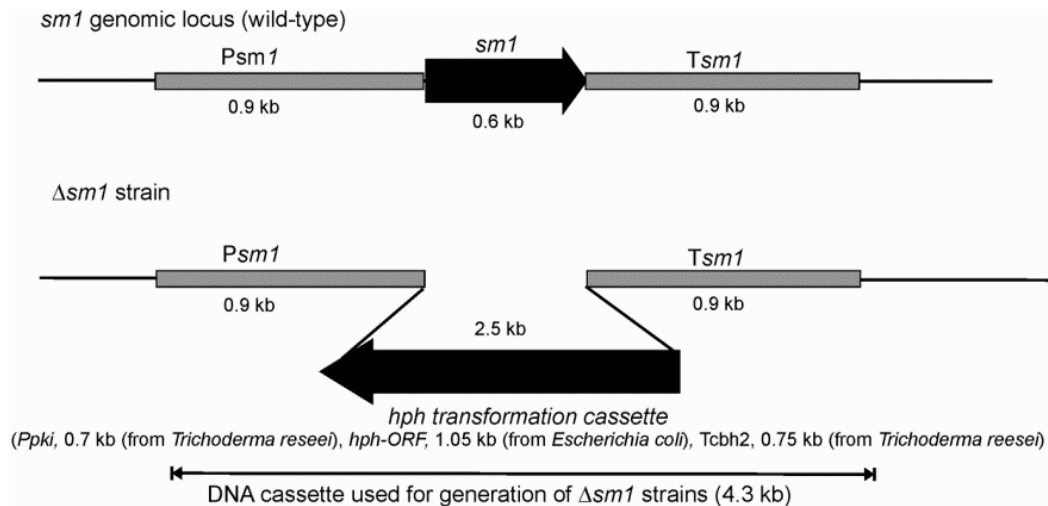 sm1 genomic locus (wild-type)
Psm1 sm1 Tsm1
0.9 kb 0.6 kb 0.9 kb
Δsm1 strain
Psm1 Tsm1
0.9 kb 0.9 kb
2.5 kb
hph transformation cassette
(Ppki, 0.7 kb (from Trichoderma reseei), hph-ORF, 1.05 kb (from Escherichia coli), Tcbh2, 0.75 kb (from Trichoderma reesei)
DNA cassette used for generation of Δsm1 strains (4.3 kb)